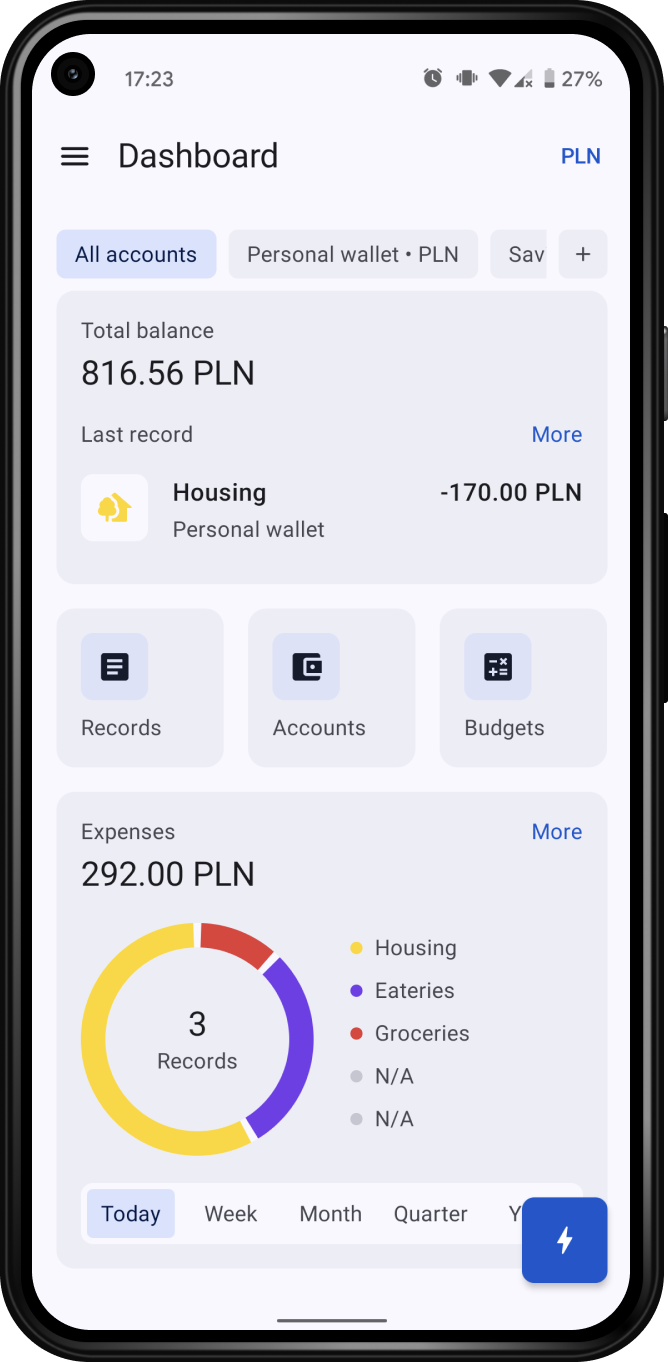 17:23 27%
Dashboard PLN
All accounts Personal wallet • PLN Sav +
Total balance
816.56 PLN
Last record More
Housing -170.00 PLN
Personal wallet
Records Accounts Budgets
Expenses More
292.00 PLN
Housing
Eateries
Groceries
N/A
N/A
3
Records
Today Week Month Quarter Y